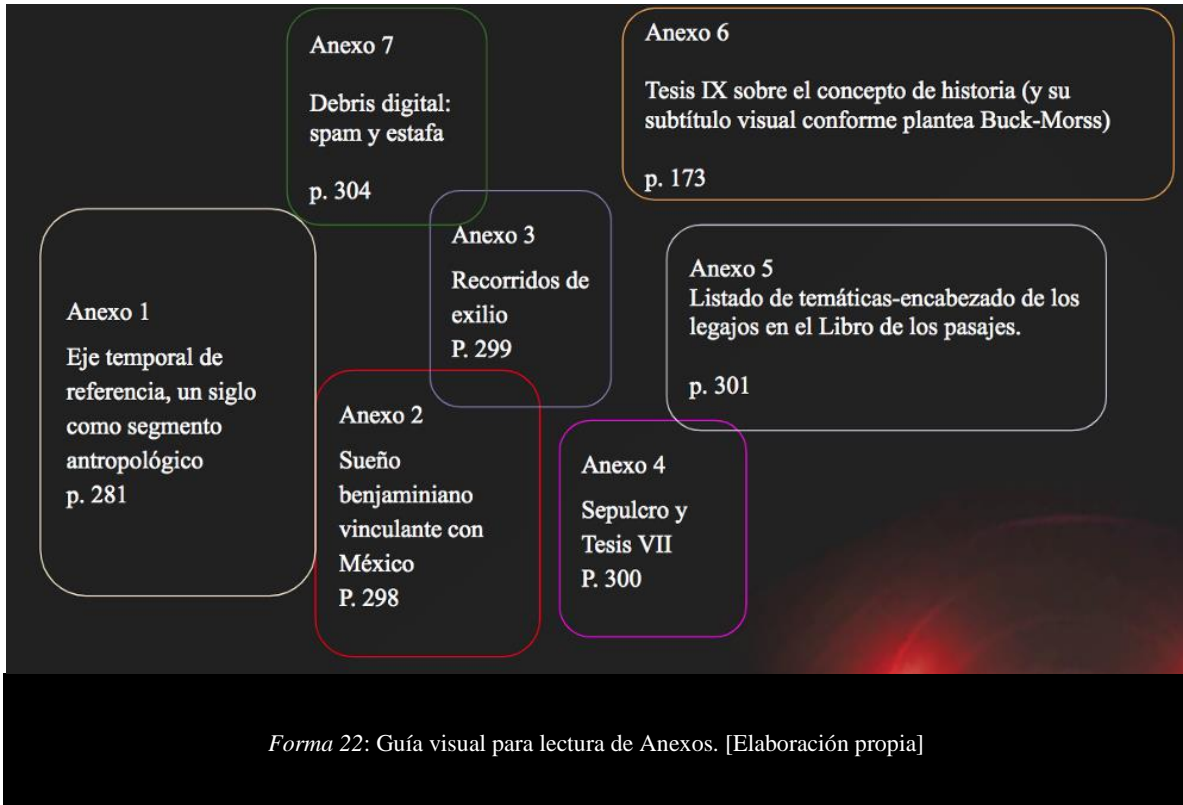 Anexo 7
Debris digital:
spam y estafa
p. 304
Anexo 6
Tesis IX sobre el concepto de historia (y su
subtítulo visual conforme plantea Buck-Morss)
p. 173
Anexo 1
Eje temporal de
referencia, un siglo
como segmento
antropológico
p. 281
Anexo 3
Recorridos de
exilio
P. 299
Anexo 5
Listado de temáticas-encabezado de los
legajos en el Libro de los pasajes.
p. 301
Anexo 2
Sueño
benjaminiano
vinculante con
México
P. 298
Anexo 4
Sepulcro y
Tesis VII
P. 300
Forma 22: Guía visual para lectura de Anexos. [Elaboración propia]